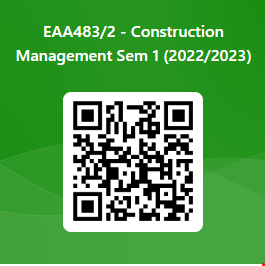 EAA483/2 - Construction
Management Sem 1 (2022/2023)